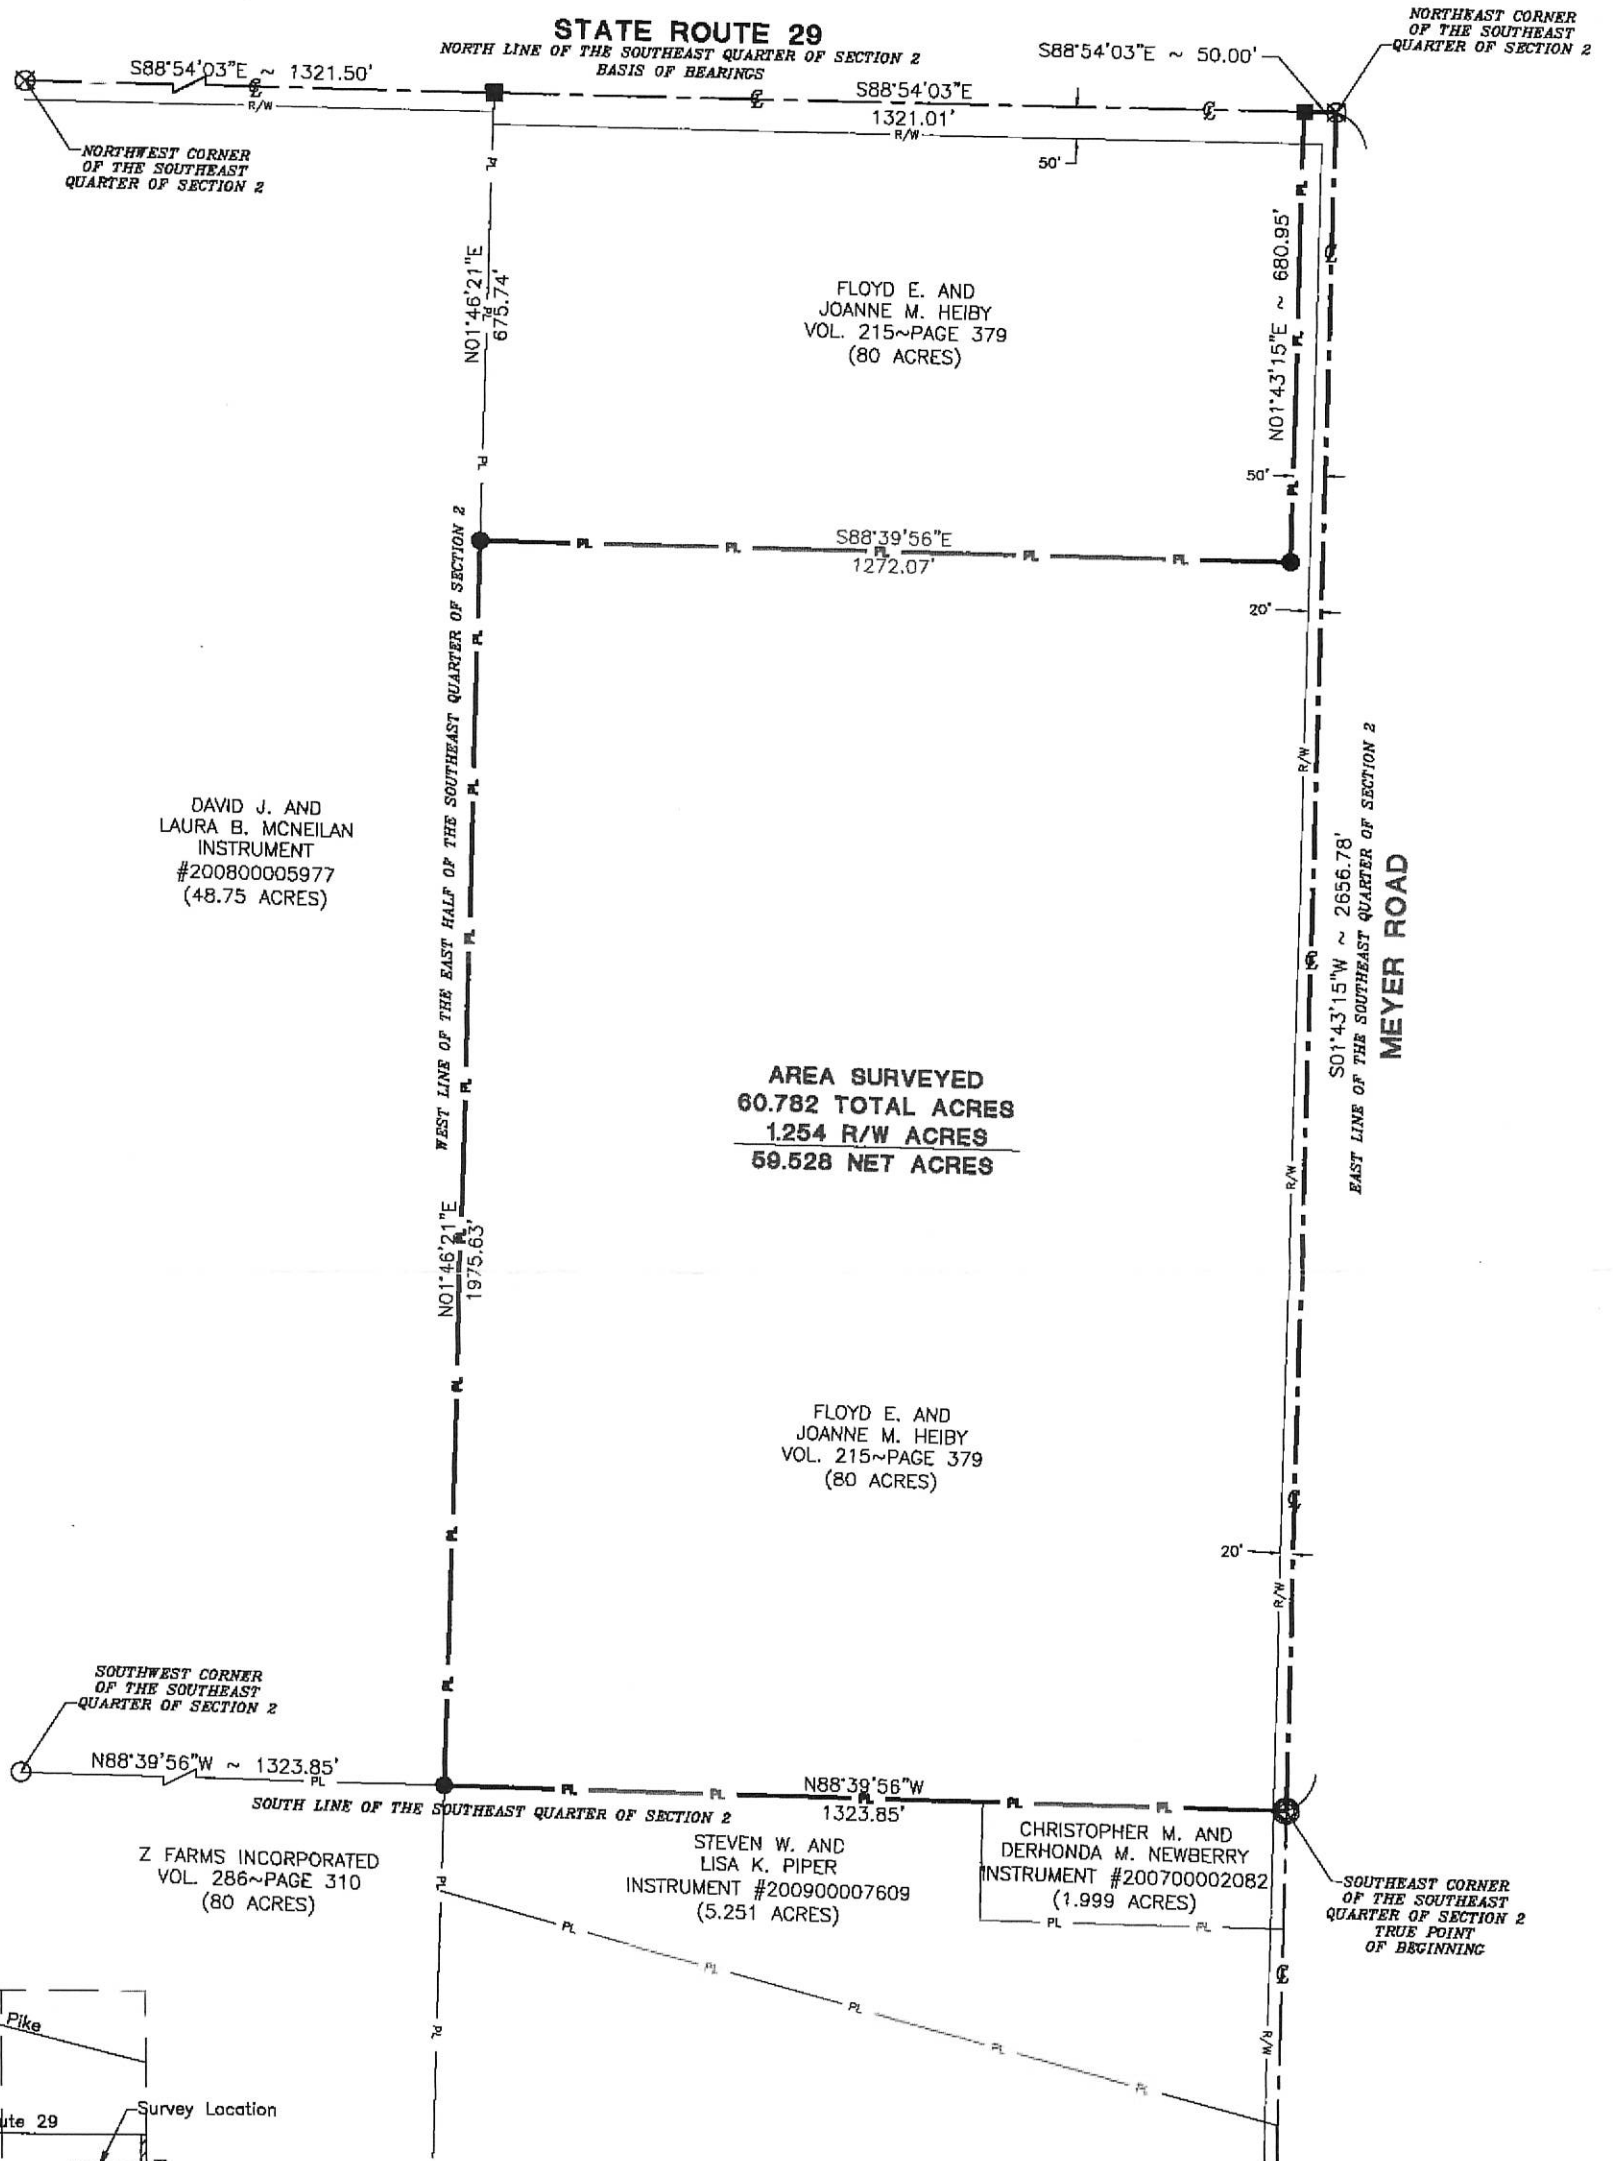 STATE ROUTE 29
NORTH LINE OF THE SOUTHEAST QUARTER OF SECTION 2
BASIS OF BEARINGS
NORTHEAST CORNER
OF THE SOUTHEAST
QUARTER OF SECTION 2
S88°54'03"E ~ 50.00'
S88°54'03"E ~ 1321.50'
S88°54'03"E
1321.01'
R/W
R/W
50'
NORTHWEST CORNER
OF THE SOUTHEAST
QUARTER OF SECTION 2
N01°46'21"E
675.74'
FLOYD E. AND
JOANNE M. HEIBY
VOL. 215~PAGE 379
(80 ACRES)
N01°43'15"E ~ 680.95'
50'
S88°39'56"E
1272.07'
20'
WEST LINE OF THE EAST HALF OF THE SOUTHEAST QUARTER OF SECTION 2
DAVID J. AND
LAURA B. MCNEILAN
INSTRUMENT
#200800005977
(48.75 ACRES)
R/W
S01°43'15"W ~ 2656.78'
EAST LINE OF THE SOUTHEAST QUARTER OF SECTION 2
MEYER ROAD
AREA SURVEYED
60.782 TOTAL ACRES
1.254 R/W ACRES
59.528 NET ACRES
R/W
N01°46'21"E
1975.63'
FLOYD E. AND
JOANNE M. HEIBY
VOL. 215~PAGE 379
(80 ACRES)
20'
R/W
SOUTHWEST CORNER
OF THE SOUTHEAST
QUARTER OF SECTION 2
N88°39'56"W ~ 1323.85'
PL
N88°39'56"W
1323.85'
SOUTH LINE OF THE SOUTHEAST QUARTER OF SECTION 2
Z FARMS INCORPORATED
VOL. 286~PAGE 310
(80 ACRES)
STEVEN W. AND
LISA K. PIPER
INSTRUMENT #200900007609
(5.251 ACRES)
CHRISTOPHER M. AND
DERHONDA M. NEWBERRY
INSTRUMENT #200700002082
(1.999 ACRES)
SOUTHEAST CORNER
OF THE SOUTHEAST
QUARTER OF SECTION 2
TRUE POINT
OF BEGINNING
PL PL
PL PL PL PL PL
R/W
Pike
Survey Location
29